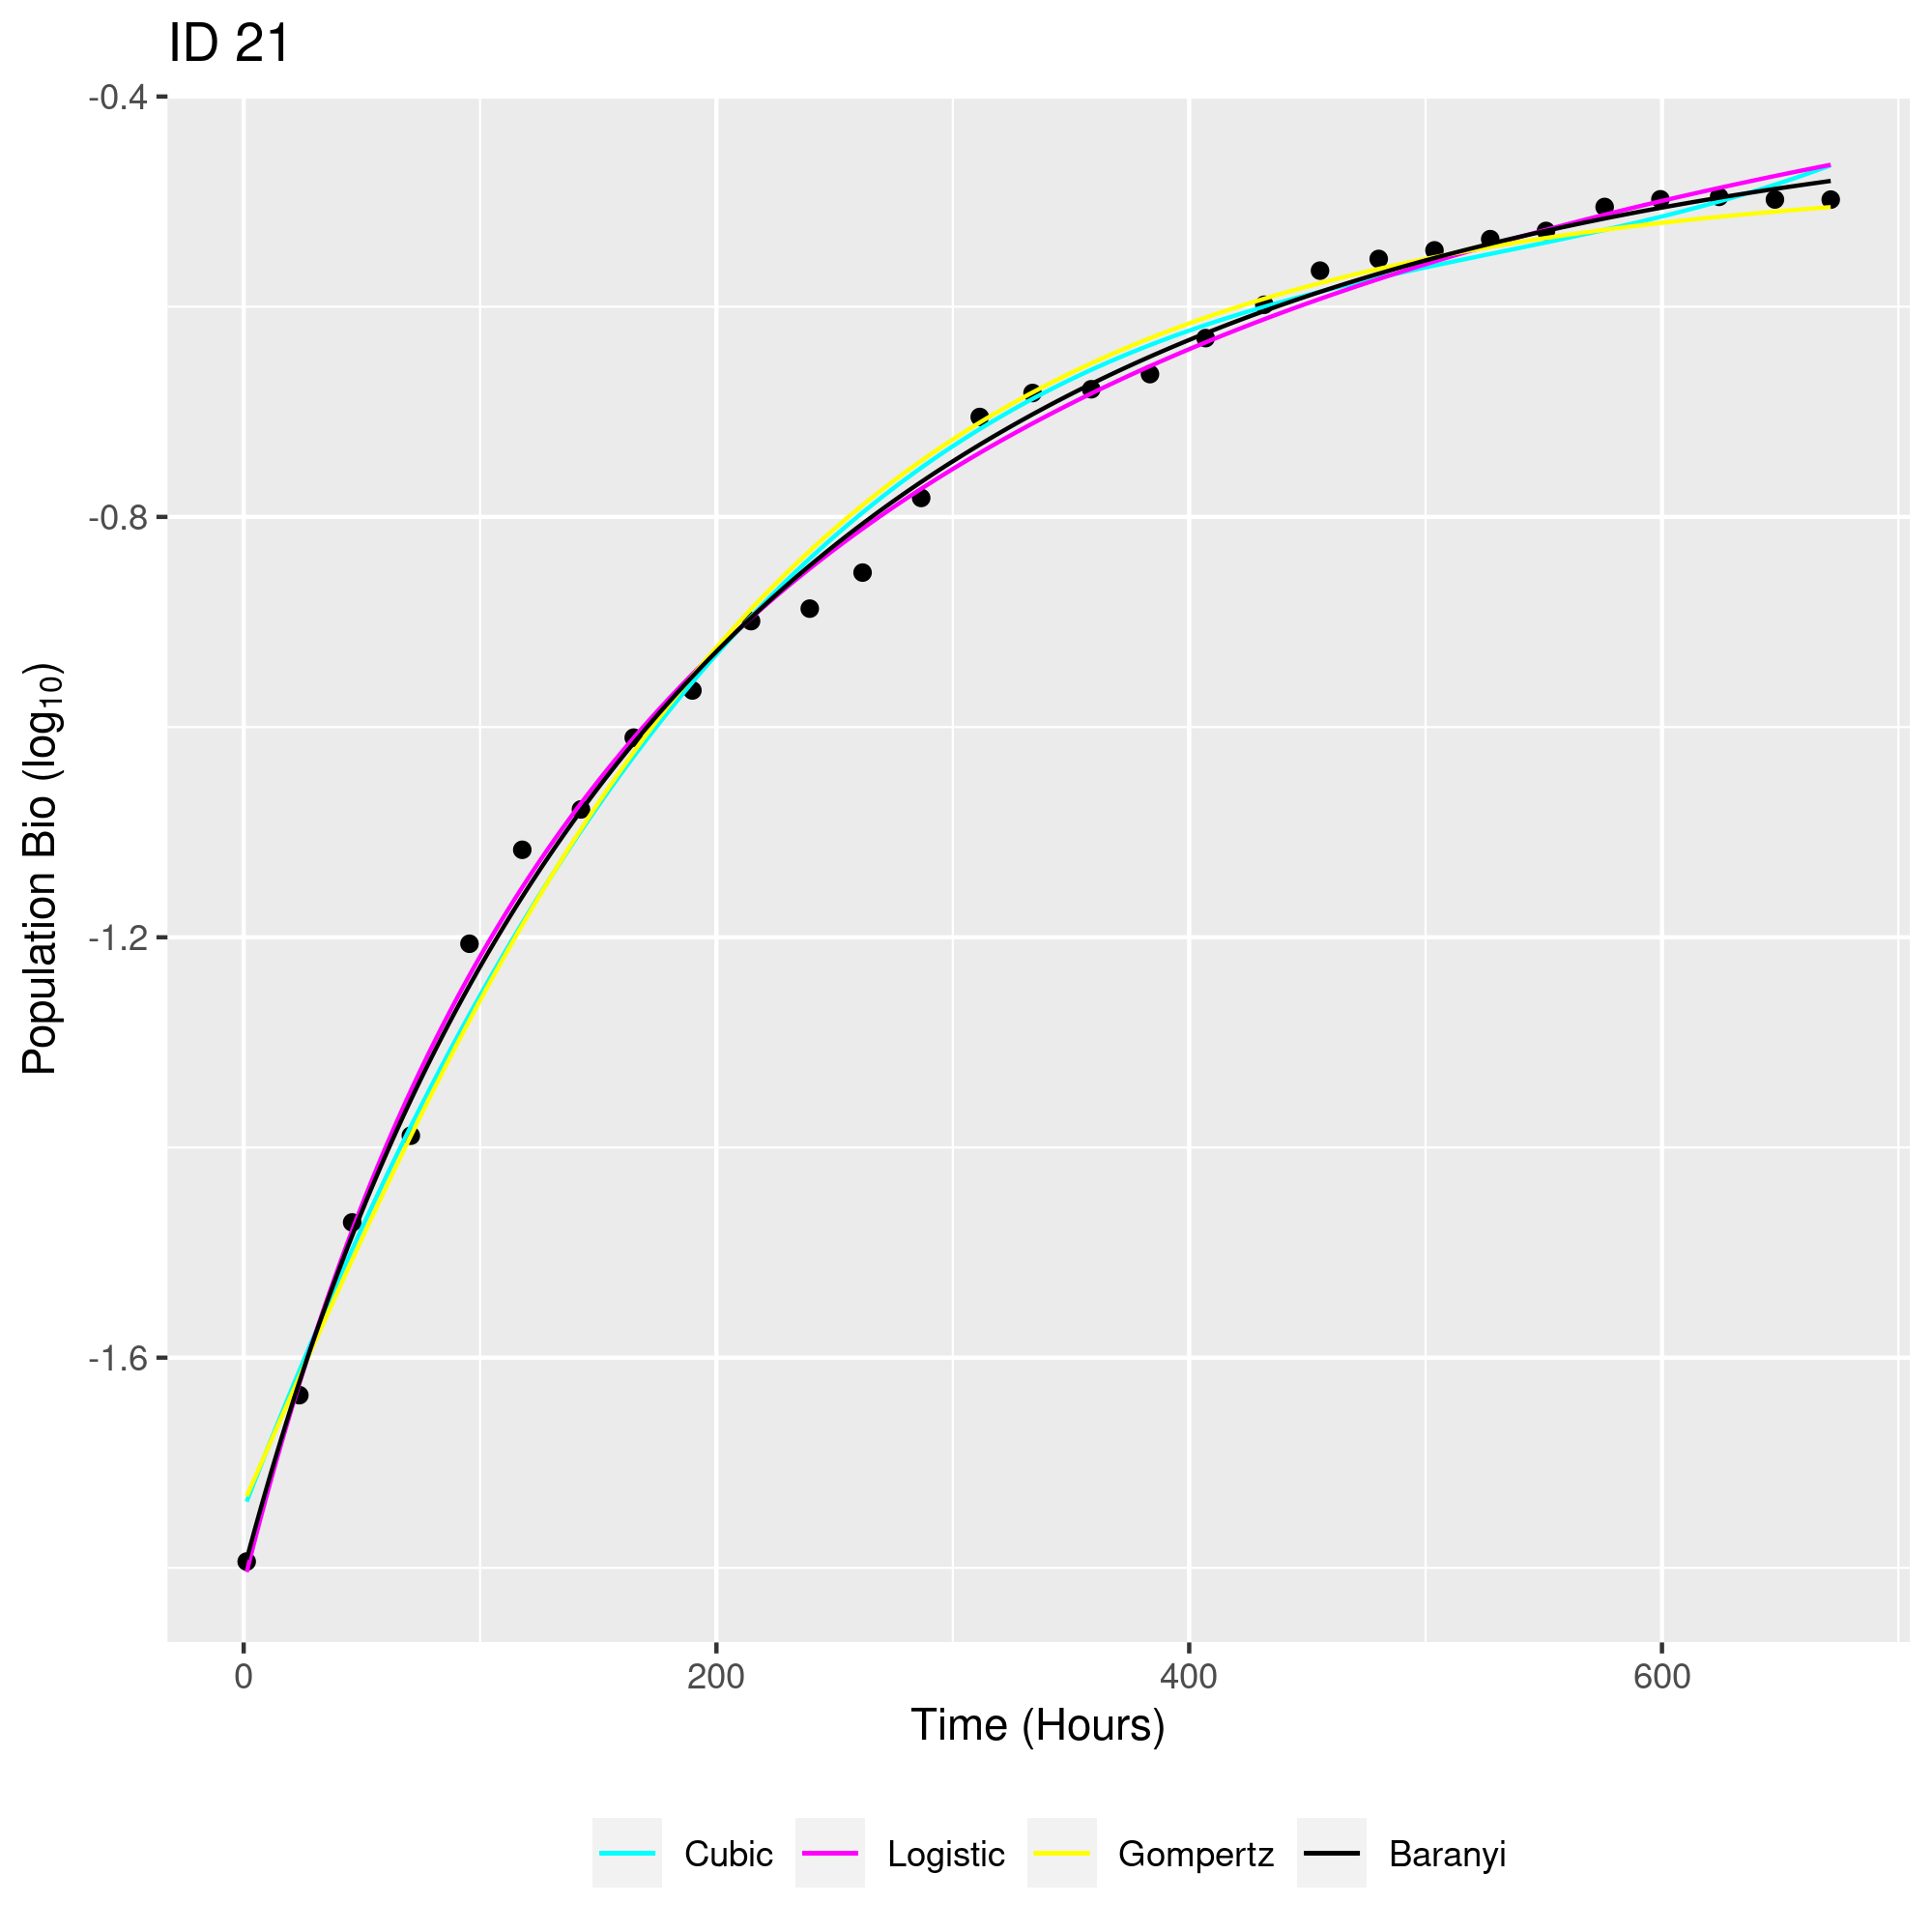 ID 21
-0.4
-0.8
-1.2
-1.6
Population Bio (log₁₀)
0 200 400 600
Time (Hours)
Cubic Logistic Gompertz Baranyi